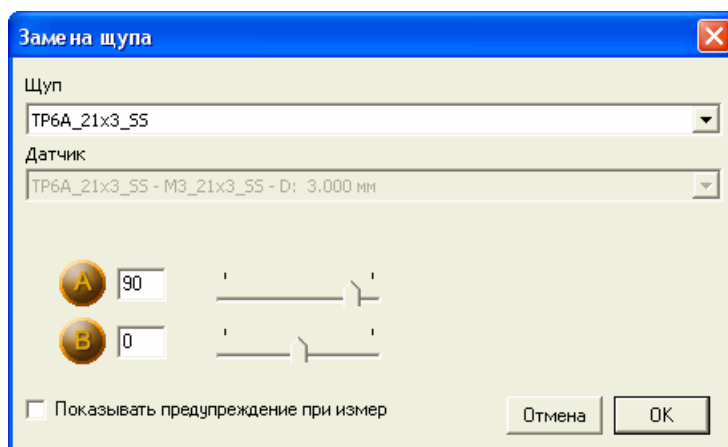 Замена щупа
Щуп
TP6A_21x3_SS
Датчик
TP6A_21x3_SS - M3_21x3_SS - D: 3.000 мм
A 90
B 0
Показывать предупреждение при измер
Отмена OK